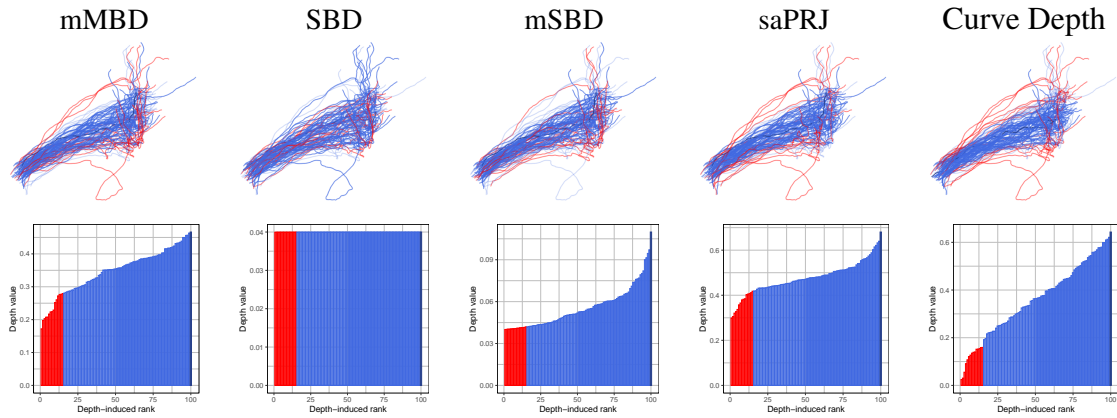 mMBD SBD mSBD saPRJ Curve Depth
Depth value
0.4
0.3
0.2
0.1
0.0
0 25 50 75 100
Depth−induced rank
Depth value
0.04
0.03
0.02
0.01
0.00
0 25 50 75 100
Depth−induced rank
Depth value
0.09
0.06
0.03
0.00
0 25 50 75 100
Depth−induced rank
Depth value
0.6
0.4
0.2
0.0
0 25 50 75 100
Depth−induced rank
Depth value
0.6
0.4
0.2
0.0
0 25 50 75 100
Depth−induced rank